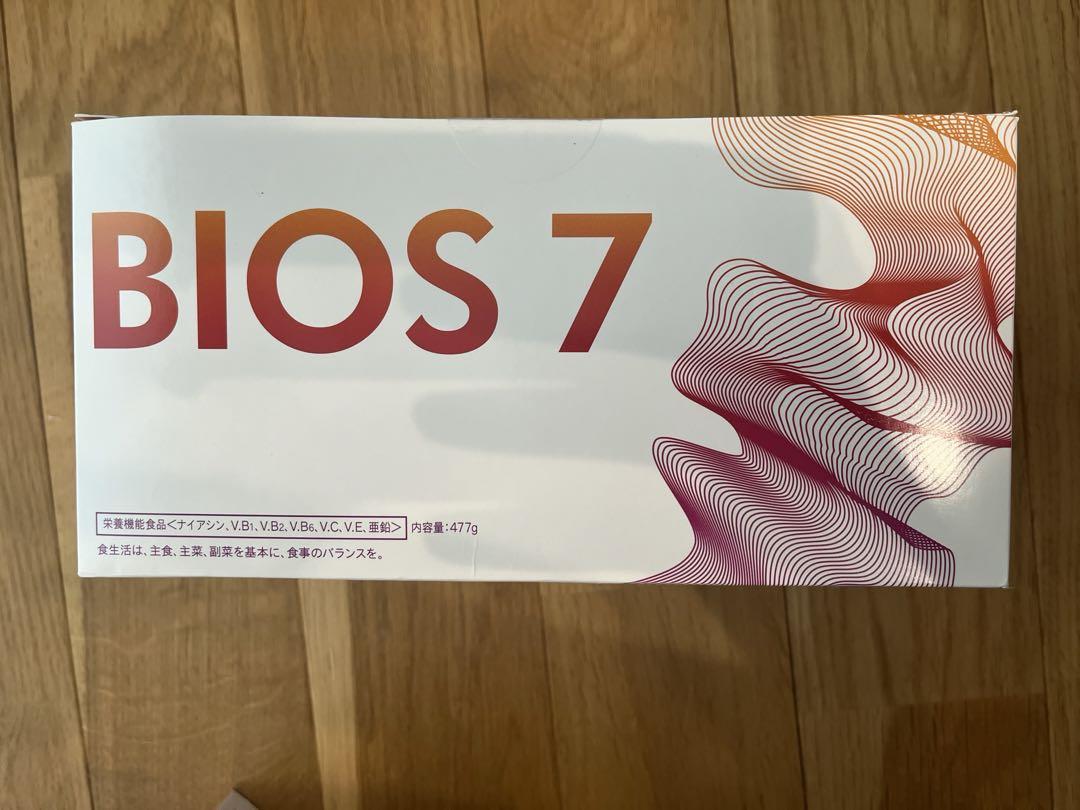 BIOS 7
栄養機能食品<ナイアシン、V.B1、V.B2、V.B6、V.C、V.E、亜鉛> 内容量:477g
食生活は、主食、主菜、副菜を基本に、食事のバランスを。